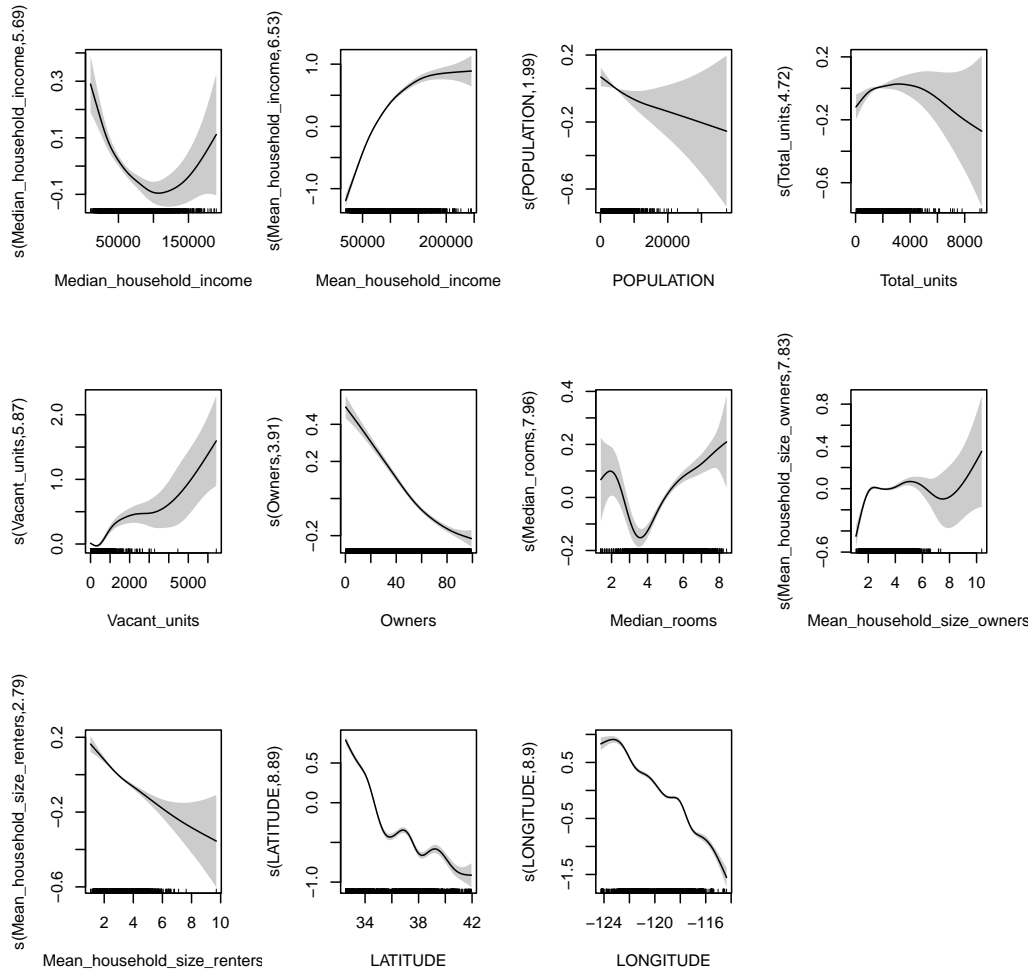 s(Median_household_income,5.69)
0.3
0.1
−0.1
50000 150000
Median_household_income
s(Mean_household_income,6.53)
1.0
0.0
−1.0
50000 200000
Mean_household_income
s(POPULATION,1.99)
0.2
−0.2
−0.6
0 20000
POPULATION
s(Total_units,4.72)
0.2
−0.2
−0.6
0 4000 8000
Total_units
s(Vacant_units,5.87)
2.0
1.0
0.0
0 2000 5000
Vacant_units
s(Owners,3.91)
0.4
0.2
−0.2
0 40 80
Owners
s(Median_rooms,7.96)
0.4
0.2
0.0
−0.2
2 4 6 8
Median_rooms
s(Mean_household_size_owners,7.83)
0.8
0.4
0.0
−0.6
2 4 6 8 10
Mean_household_size_owners
s(Mean_household_size_renters,2.79)
0.2
−0.2
−0.6
2 4 6 8 10
Mean_household_size_renters
s(LATITUDE,8.89)
0.5
0.0
−1.0
34 38 42
LATITUDE
s(LONGITUDE,8.9)
0.5
−0.5
−1.5
−124 −120 −116
LONGITUDE